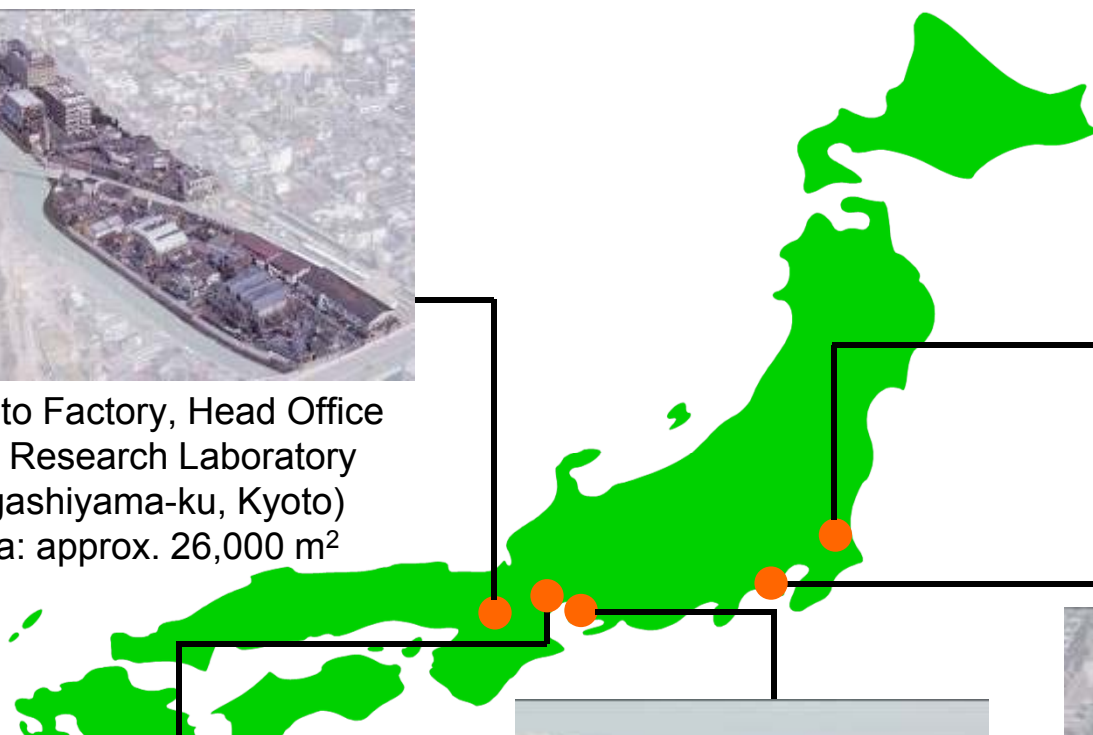 to Factory, Head Office
Research Laboratory
gashiyama-ku, Kyoto)
a: approx. 26,000 m²